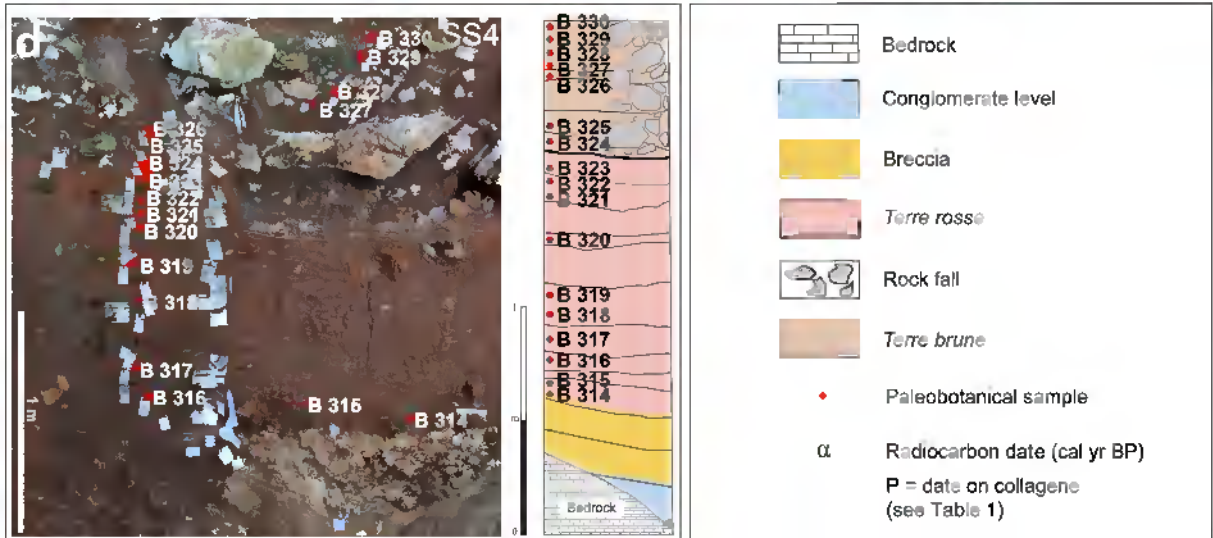 d
SS4
B 330
B 329
B 32
B 327
B 326
B 325
B 324
B 323
B 322
B 321
B 320
B 319
B 318
B 317
B 316
B 315
B 314
1 m
B 330
B 329
B 328
B 327
B 326
B 325
B 324
B 323
B 322
B 321
B 320
B 319
B 318
B 317
B 316
B 315
B 314
1
m
0
Bedrock
Bedrock
Conglomerate level
Breccia
Terre rosse
Rock fall
Terre brune
Paleobotanical sample
α Radiocarbon date (cal yr BP)
P = date on collagene
(see Table 1)